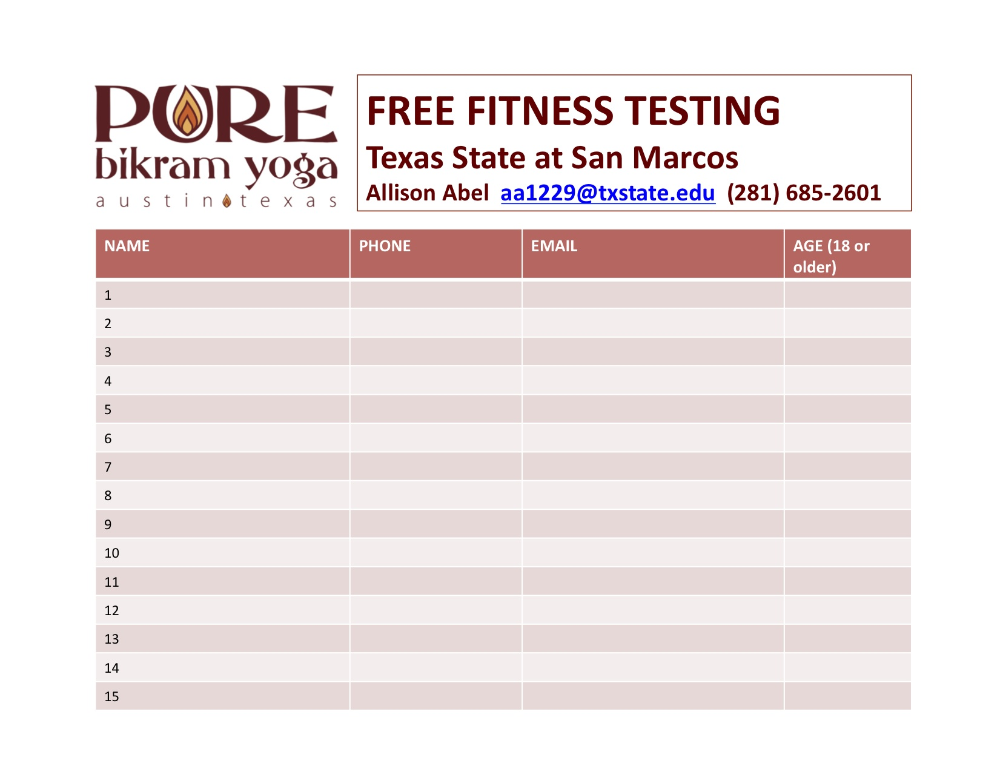 PURE
bikram yoga
austin texas
FREE FITNESS TESTING
Texas State at San Marcos
Allison Abel aa1229@txstate.edu (281) 685-2601
NAME PHONE EMAIL AGE (18 or
older)
1
2
3
4
5
6
7
8
9
10
11
12
13
14
15